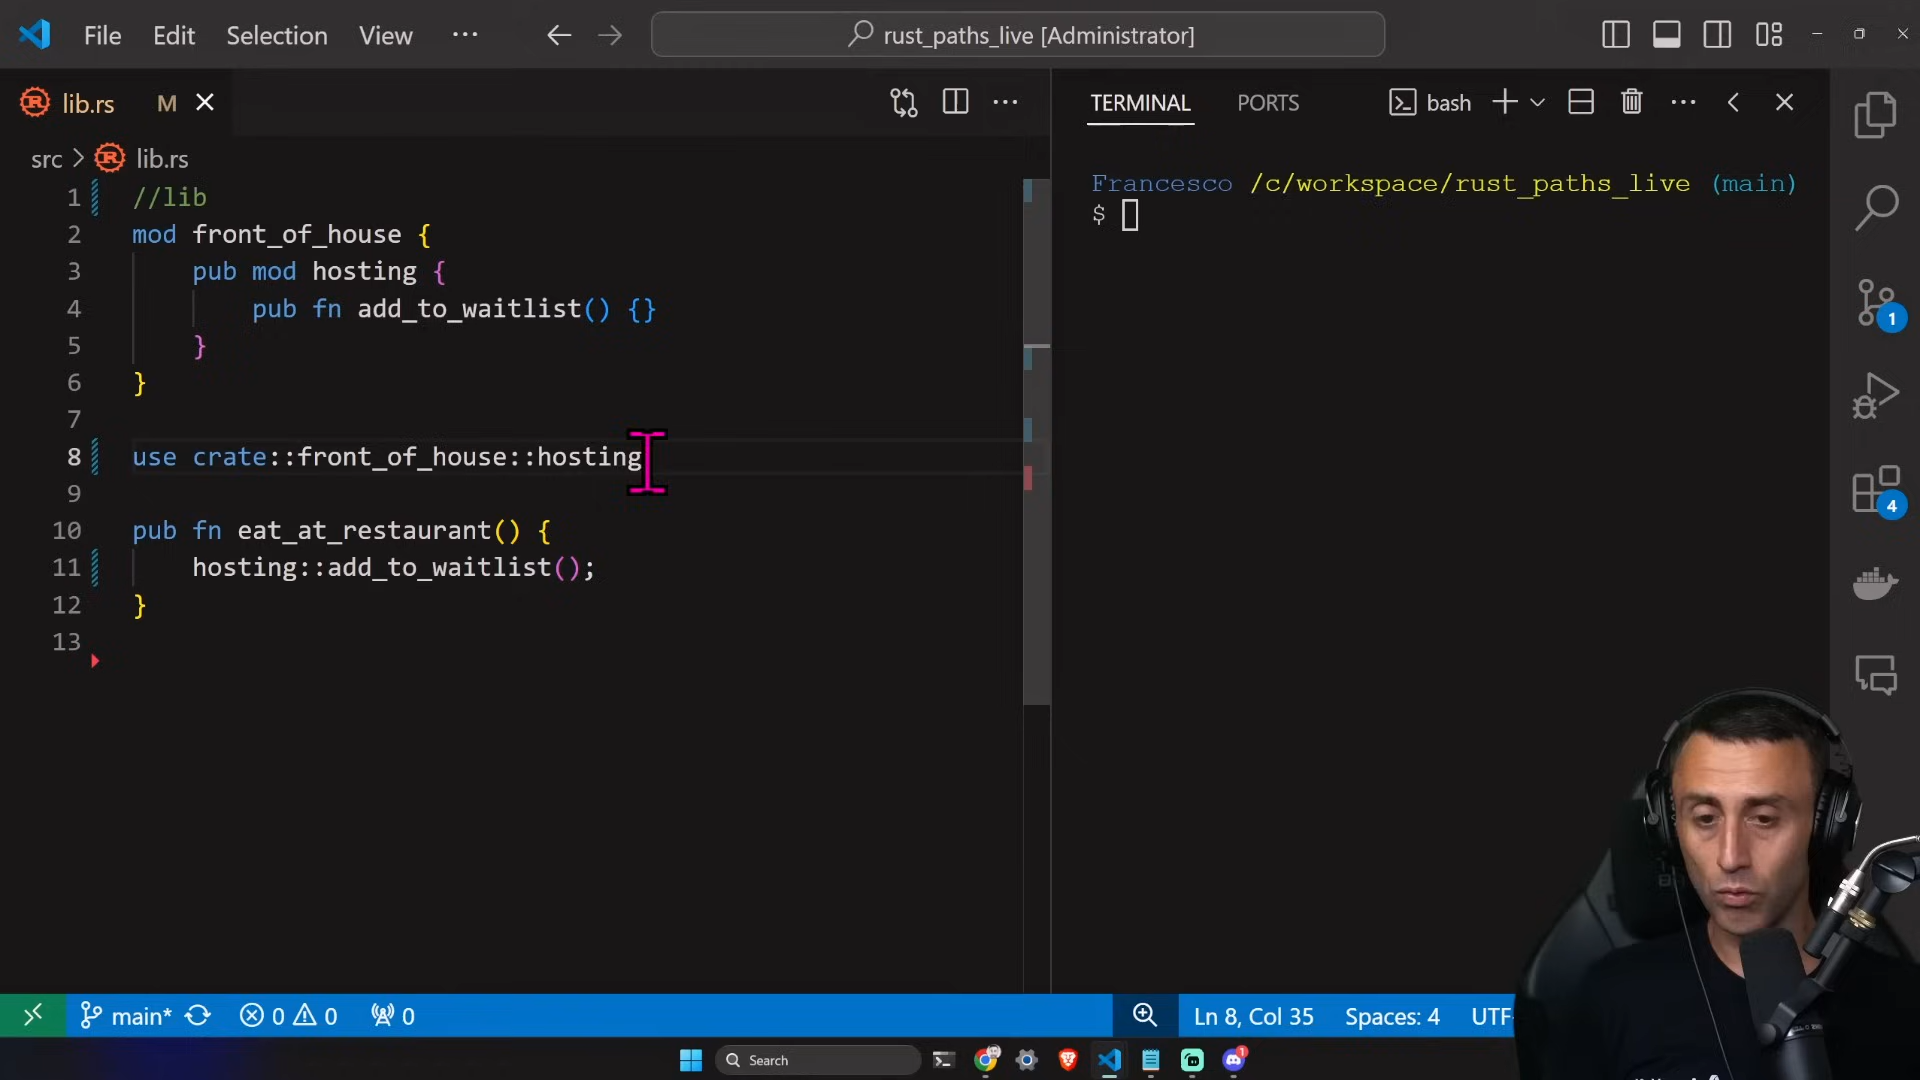 File Edit Selection View ··· rust_paths_live [Administrator]
lib.rs M
TERMINAL PORTS bash
src > lib.rs
1 //lib
2 mod front_of_house {
3 pub mod hosting {
4 pub fn add_to_waitlist() {}
5 }
6 }
7
8 use crate::front_of_house::hosting
9
10 pub fn eat_at_restaurant() {
11 hosting::add_to_waitlist();
12 }
13
Francesco /c/workspace/rust_paths_live (main)
$
1
4
main* 0 0 0 Ln 8, Col 35 Spaces: 4 UTF-
Search 1